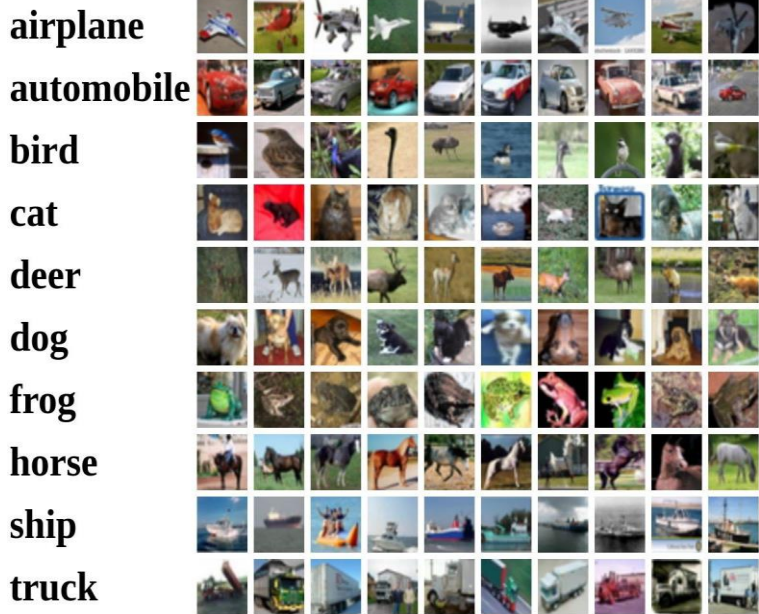 airplane
automobile
bird
cat
deer
dog
frog
horse
ship
truck